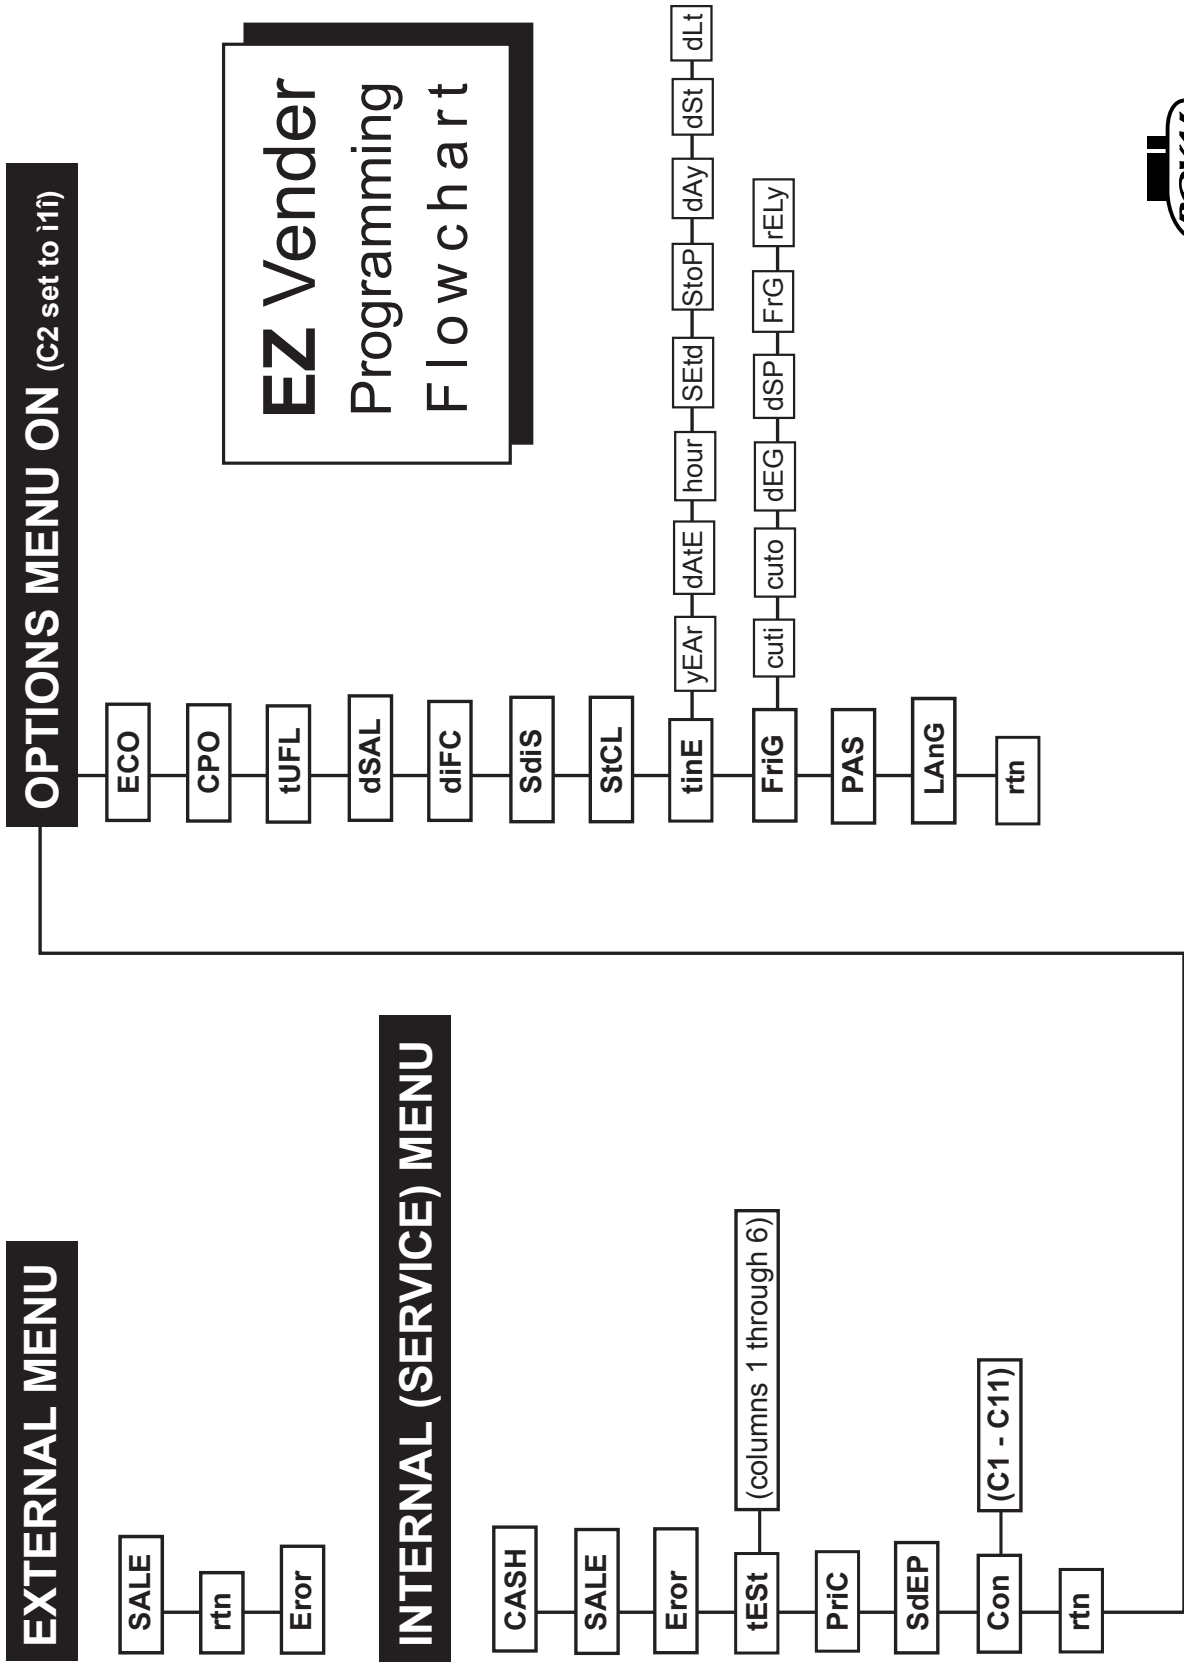 EXTERNAL MENU
SALE
rtn
Eror
INTERNAL (SERVICE) MENU
CASH
SALE
Eror
tESt (columns 1 through 6)
PriC
SdEP
Con (C1 - C11)
rtn
OPTIONS MENU ON (C2 set to ì1î)
ECO
CPO
tUFL
dSAL
diFC
SdiS
StCL
tinE yEAr dAtE hour SEtd StoP dAy dSt dLt
FriG cuti cuto dEG dSP FrG rELy
PAS
LAnG
rtn
EZ Vender
Programming
Flowchart